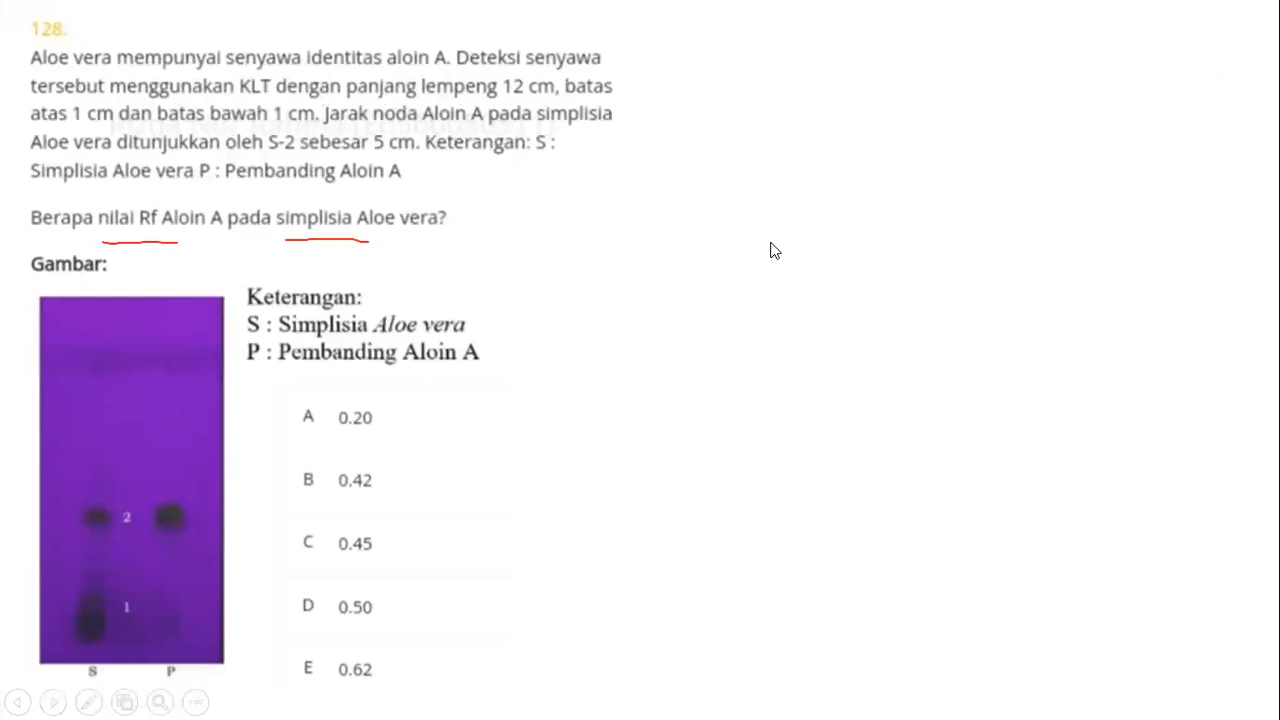 128.
Aloe vera mempunyai senyawa identitas aloin A. Deteksi senyawa
tersebut menggunakan KLT dengan panjang lempeng 12 cm, batas
atas 1 cm dan batas bawah 1 cm. Jarak noda Aloin A pada simplisia
Aloe vera ditunjukkan oleh S-2 sebesar 5 cm. Keterangan: S :
Simplisia Aloe vera P : Pembanding Aloin A
Berapa nilai Rf Aloin A pada simplisia Aloe vera?
Gambar:
Keterangan:
S : Simplisia Aloe vera
P : Pembanding Aloin A
2
1
S P
A 0.20
B 0.42
C 0.45
D 0.50
E 0.62